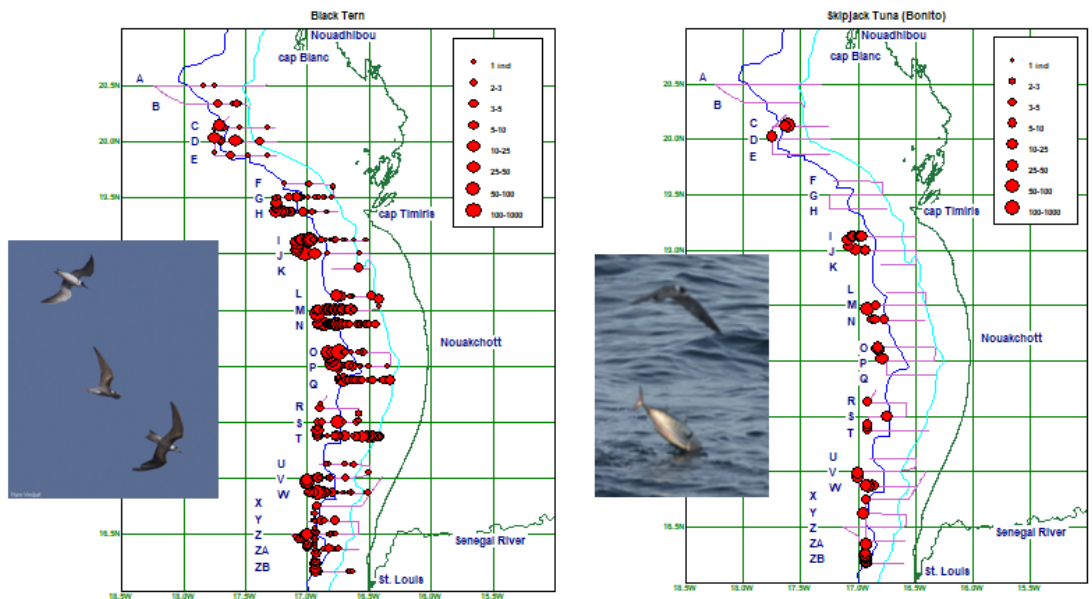 Black Tern
Nouadhibou
cap Blanc
1 ind
2-3
3-5
5-10
10-25
25-50
50-100
100-1000
A
20.5N
B
C
20.0N
D
E
F
19.5N
G
H
cap Timiris
I
J
K
L
M
N
Nouakchott
O
P
Q
R
S
T
U
V
W
X
Y
16.5N
Z
ZA
ZB
Senegal River
St. Louis
18.5W 18.0W 17.5W 17.0W 16.5W 16.0W 15.5W
Skipjack Tuna (Bonito)
Nouadhibou
cap Blanc
1 ind
2-3
3-5
5-10
10-25
25-50
50-100
100-1000
A
20.5N
B
C
20.0N
D
E
F
19.5N
G
H
cap Timiris
I
19.0N
J
K
L
M
N
Nouakchott
O
P
Q
R
S
T
U
V
W
X
Y
16.5N
Z
ZA
ZB
Senegal River
St. Louis
18.5W 18.0W 17.5W 17.0W 16.5W 16.0W 15.5W